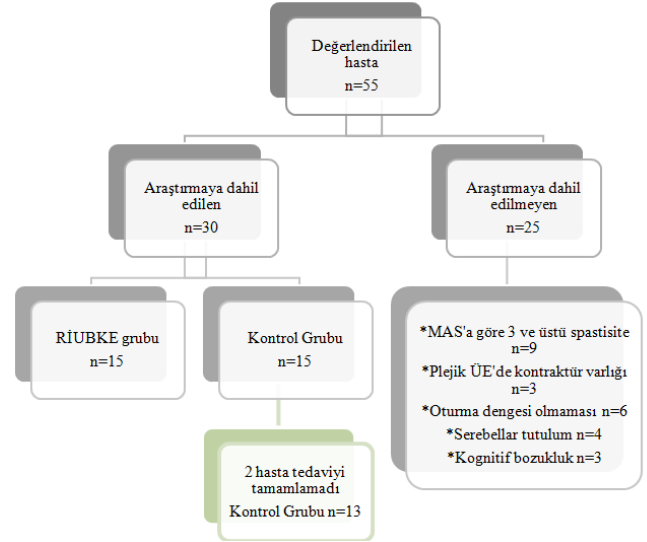 Değerlendirilen
hasta
n=55
Araştırmaya dahil
edilen
n=30
Araştırmaya dahil
edilmeyen
n=25
RİUBKE grubu
n=15
Kontrol Grubu
n=15
*MAS'a göre 3 ve üstü spastisite
n=9
*Plejik ÜE'de kontraktür varlığı
n=3
*Oturma dengesi olmaması n=6
*Serebellar tutulum n=4
*Kognitif bozukluk n=3
2 hasta tedaviyi
tamamlamadı
Kontrol Grubu n=13